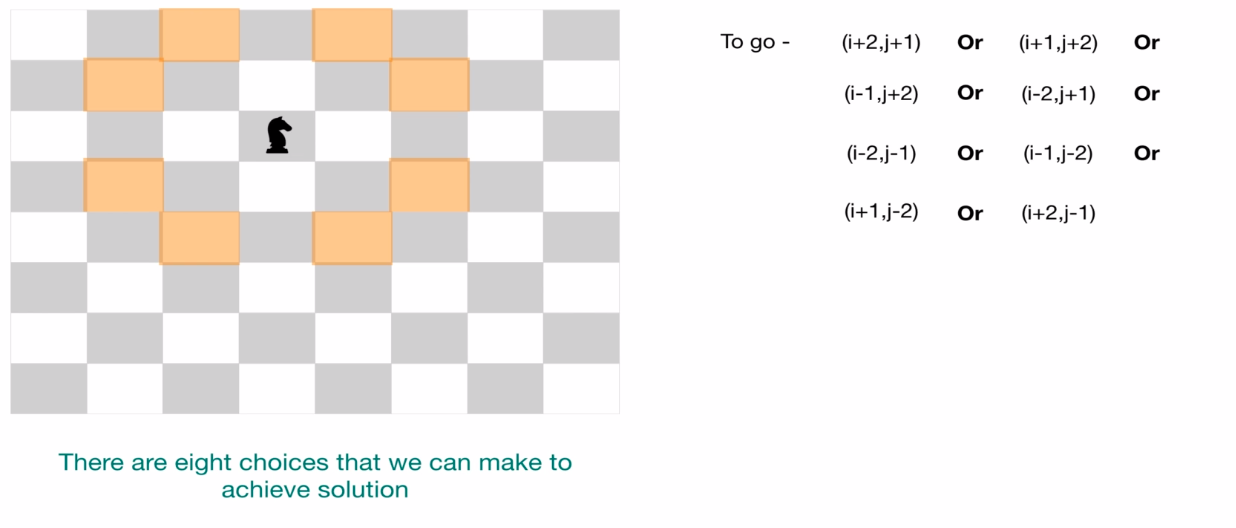 To go - (i+2,j+1) Or (i+1,j+2) Or
(i-1,j+2) Or (i-2,j+1) Or
(i-2,j-1) Or (i-1,j-2) Or
(i+1,j-2) Or (i+2,j-1)
There are eight choices that we can make to
achieve solution